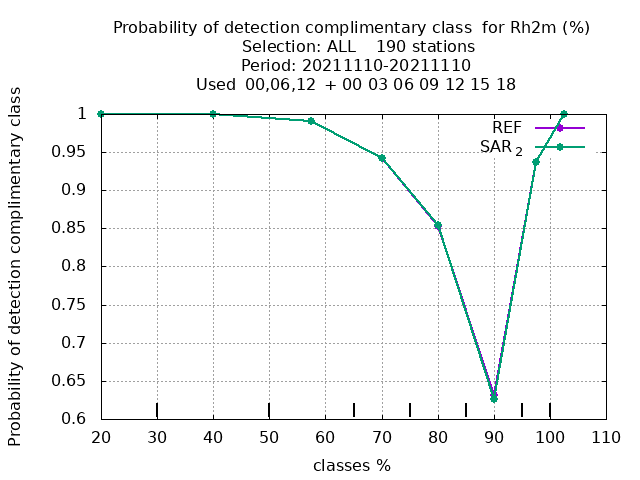 Probability of detection complimentary class  for Rh2m (%)
Selection: ALL    190 stations
Period: 20211110-20211110
Used  00,06,12  + 00 03 06 09 12 15 18
Probability of detection complimentary class
1
0.95
0.9
0.85
0.8
0.75
0.7
0.65
0.6
REF
SAR 2
20 30 40 50 60 70 80 90 100 110
classes %